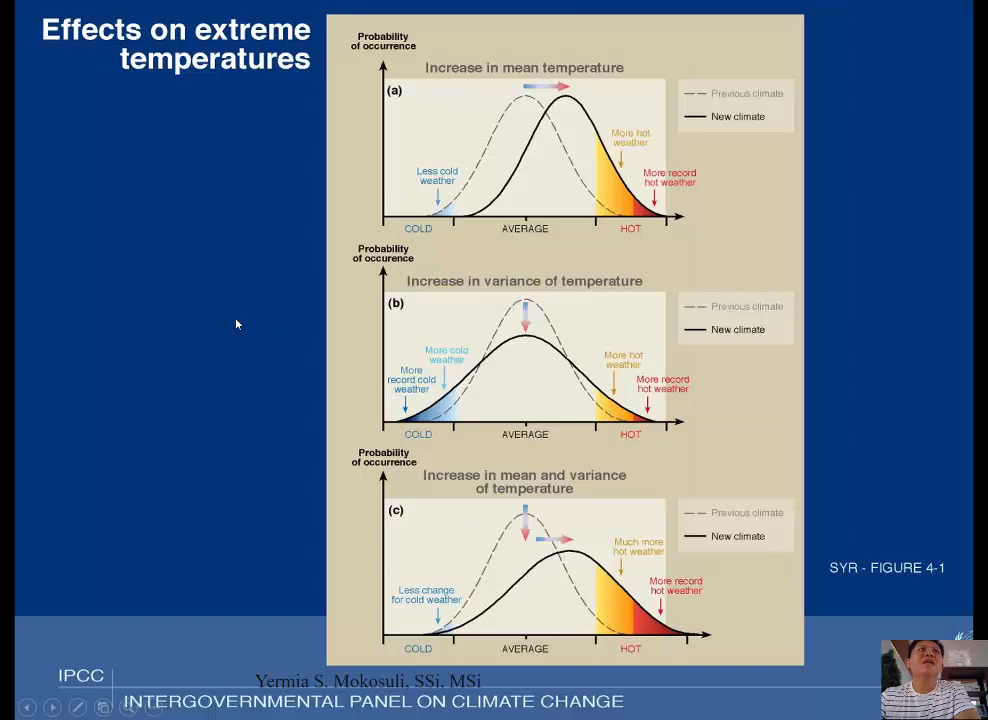 Effects on extreme
temperatures
Probability
of occurrence
Increase in mean temperature
(a)
Previous climate
New climate
More hot
weather
Less cold
weather
More record
hot weather
COLD
AVERAGE
HOT
Probability
of occurence
Increase in variance of temperature
(b)
Previous climate
New climate
More cold
weather
More
record cold
weather
More hot
weather
More record
hot weather
COLD
AVERAGE
HOT
Probability
of occurrence
Increase in mean and variance
of temperature
(c)
Previous climate
New climate
Much more
hot weather
Less change
for cold weather
More record
hot weather
COLD
AVERAGE
HOT
SYR - FIGURE 4-1
IPCC
Yermia S. Mokosuli, SSi, MSi
INTERGOVERNMENTAL PANEL ON CLIMATE CHANGE